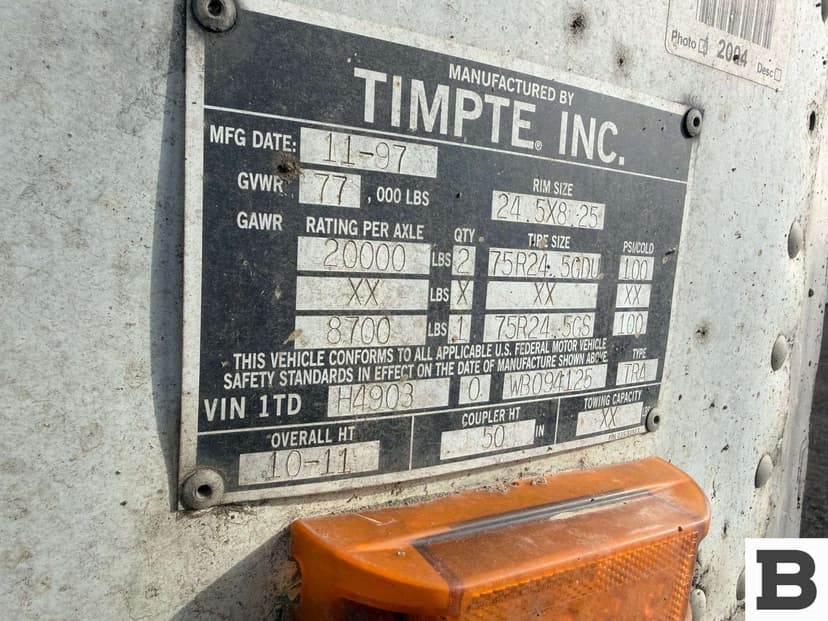 Photo 2004 Desc
MANUFACTURED BY
TIMPTE® INC.
MFG DATE: 11-97
GVWR 77 ,000 LBS
RIM SIZE
24.5X8.25
GAWR RATING PER AXLE QTY TIRE SIZE PSI/COLD
20000 LBS 2 75R24.5GDU 100
XX LBS X XX XX
8700 LBS 1 75R24.5GS 100
THIS VEHICLE CONFORMS TO ALL APPLICABLE U.S. FEDERAL MOTOR VEHICLE
SAFETY STANDARDS IN EFFECT ON THE DATE OF MANUFACTURE SHOWN ABOVE
TYPE
VIN 1TD H4903 0 WB094125 TRA
OVERALL HT COUPLER HT TOWING CAPACITY
10-11 50 IN XX
B